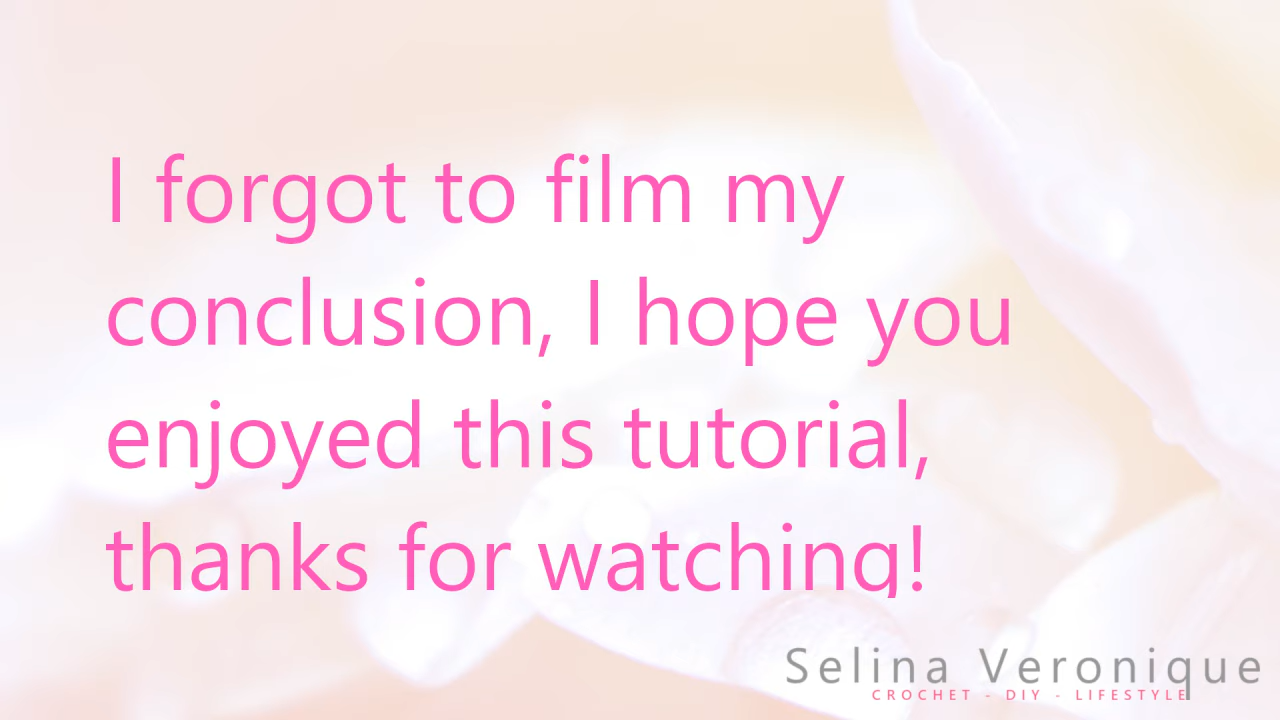 I forgot to film my
conclusion, I hope you
enjoyed this tutorial,
thanks for watching!
Selina Veronique
CROCHET - DIY - LIFESTYLE